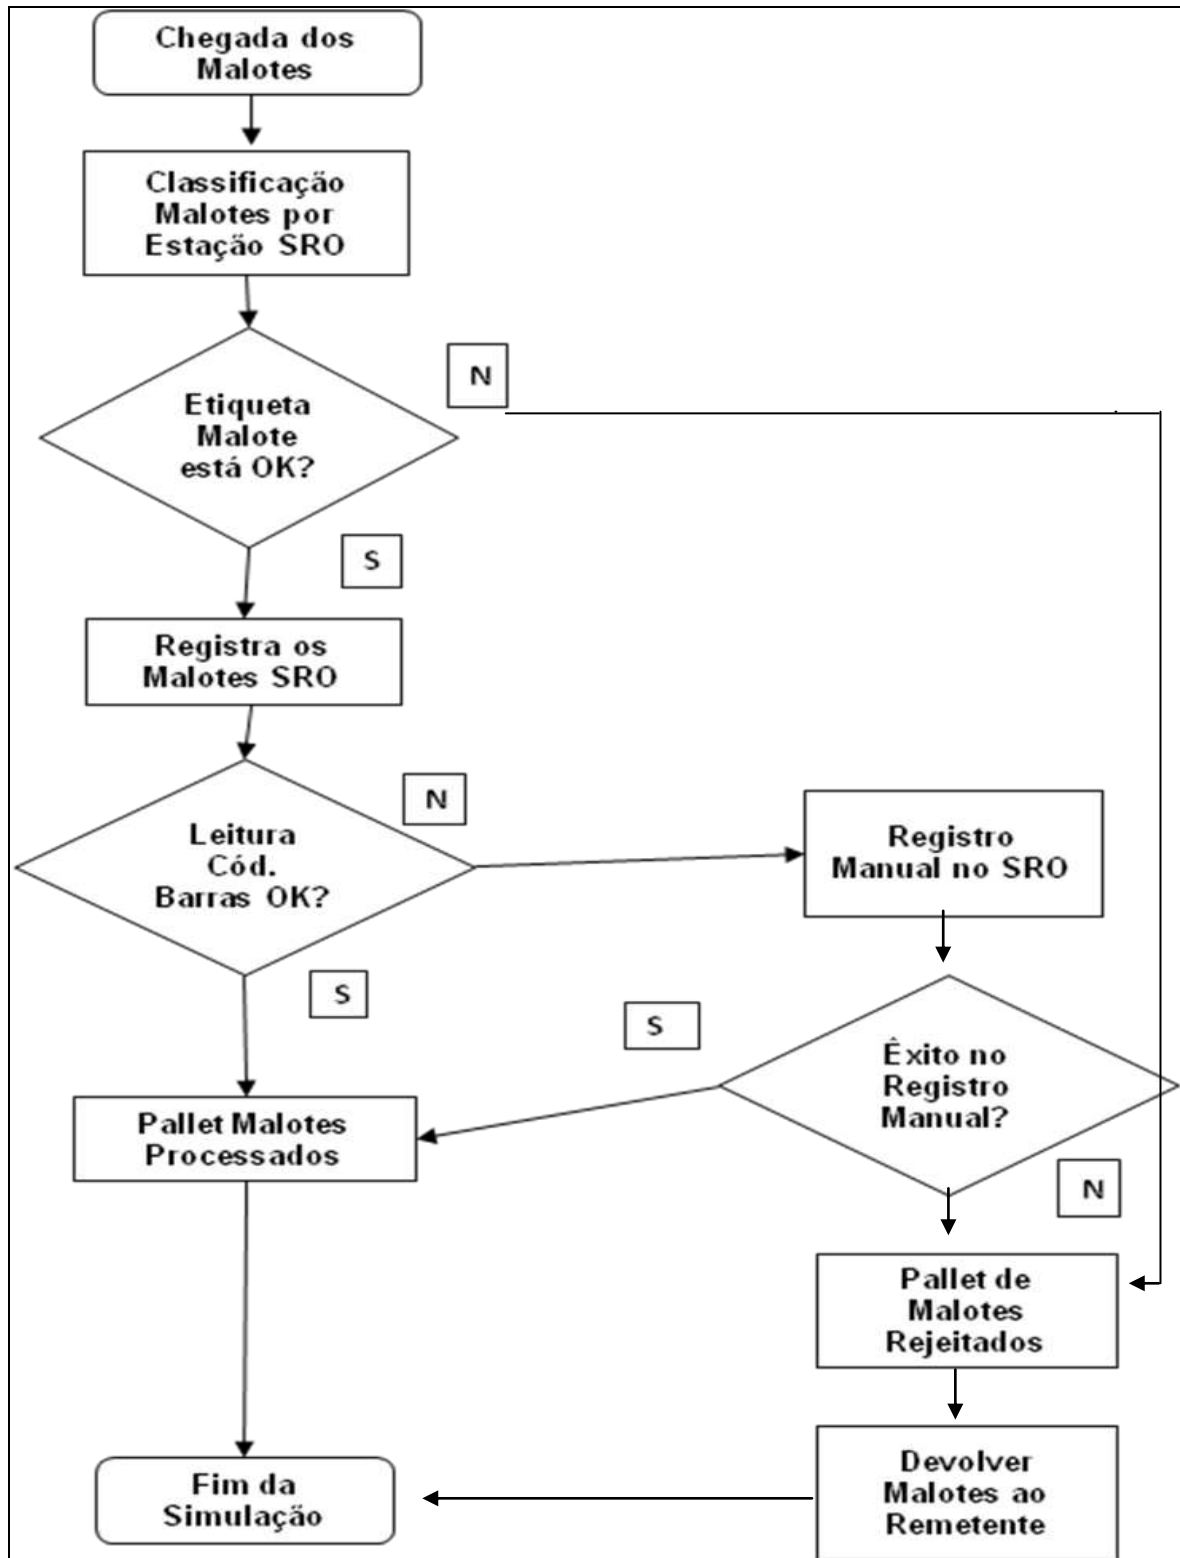 Chegada dos
Malotes
Classificação
Malotes por
Estação SRO
N
Etiqueta
Malote
está OK?
S
Registra os
Malotes SRO
N
Leitura
Cód.
Barras OK?
Registro
Manual no SRO
S
S
Êxito no
Registro
Manual?
Pallet Malotes
Processados
N
Pallet de
Malotes
Rejeitados
Devolver
Malotes ao
Remetente
Fim da
Simulação